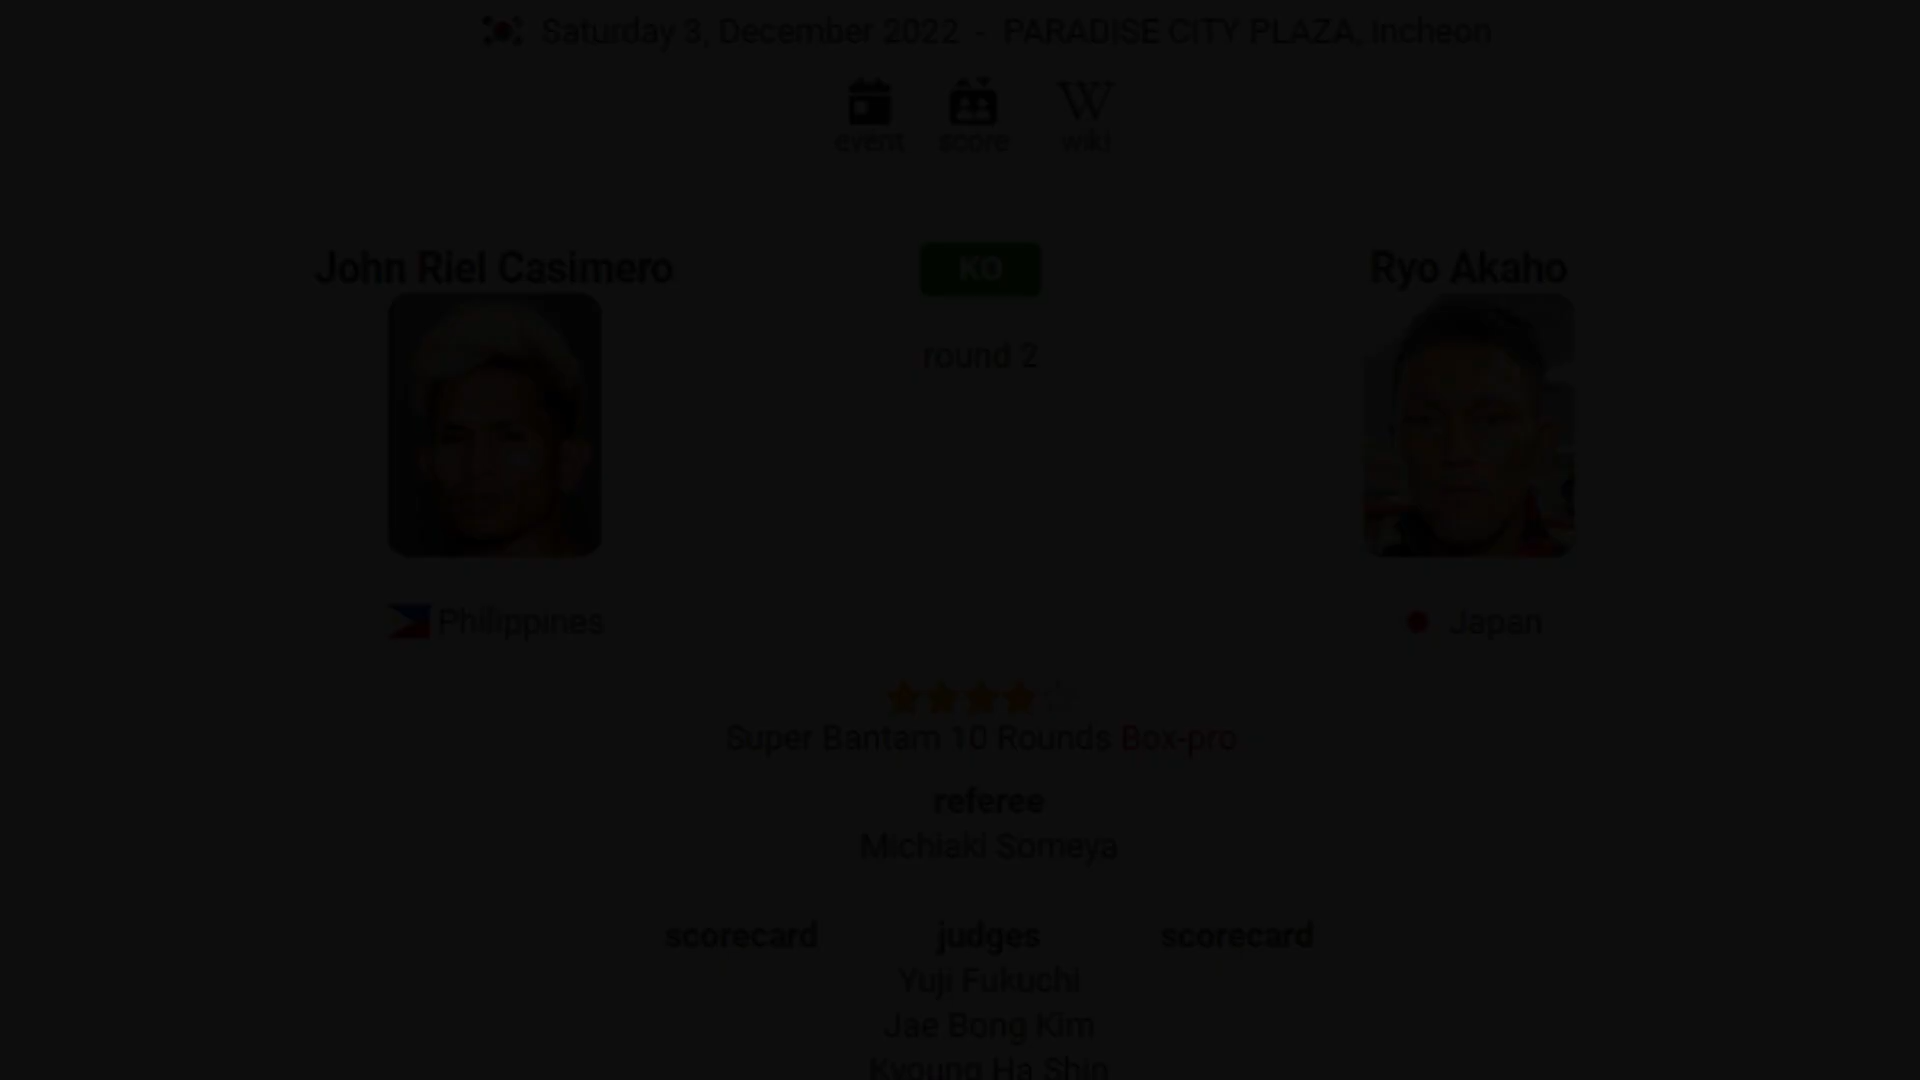 Saturday 3, December 2022 - PARADISE CITY PLAZA, Incheon
event score wiki
John Riel Casimero KO Ryo Akaho
round 2
Philippines Japan
Super Bantam 10 Rounds Box-pro
referee
Michiaki Someya
scorecard judges scorecard
Yuji Fukuchi
Jae Bong Kim
Kyoung Ha Shin